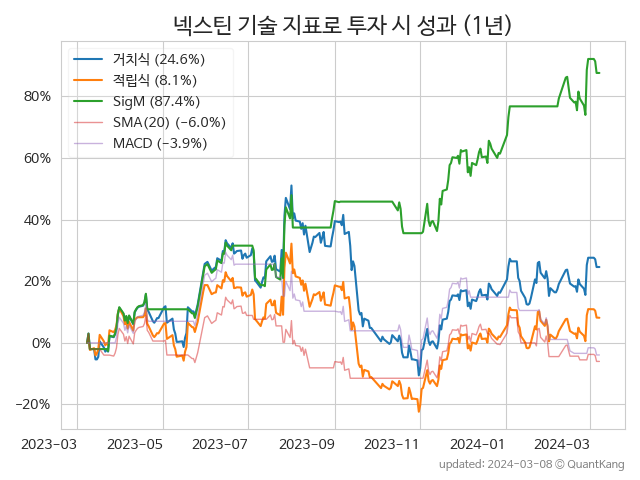 넥스틴 기술 지표로 투자 시 성과 (1년)
거치식 (24.6%)
적립식 (8.1%)
SigM (87.4%)
SMA(20) (−6.0%)
MACD (−3.9%)
80%
60%
40%
20%
0%
−20%
2023−03 2023−05 2023−07 2023−09 2023−11 2024−01 2024−03
updated: 2024−03−08 ⓒ QuantKang